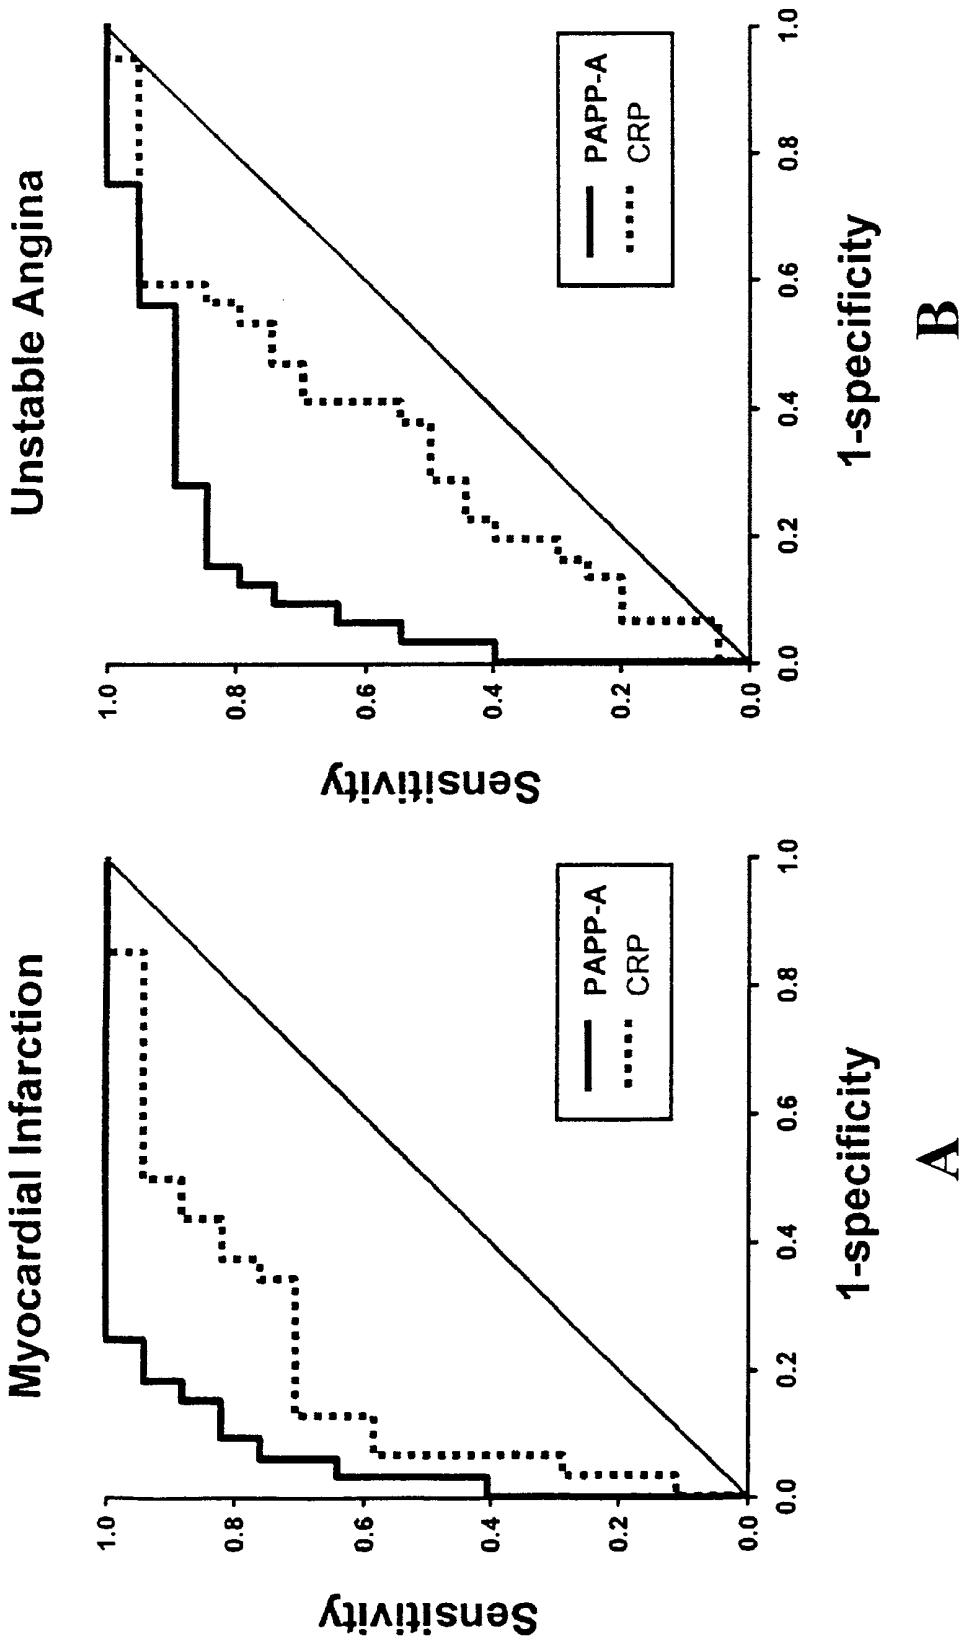 Myocardial Infarction
Sensitivity
1.0
0.8
0.6
0.4
0.2
0.0
0.0 0.2 0.4 0.6 0.8 1.0
PAPP-A
CRP
1-specificity
A
Unstable Angina
Sensitivity
1.0
0.8
0.6
0.4
0.2
0.0
0.0 0.2 0.4 0.6 0.8 1.0
PAPP-A
CRP
1-specificity
B